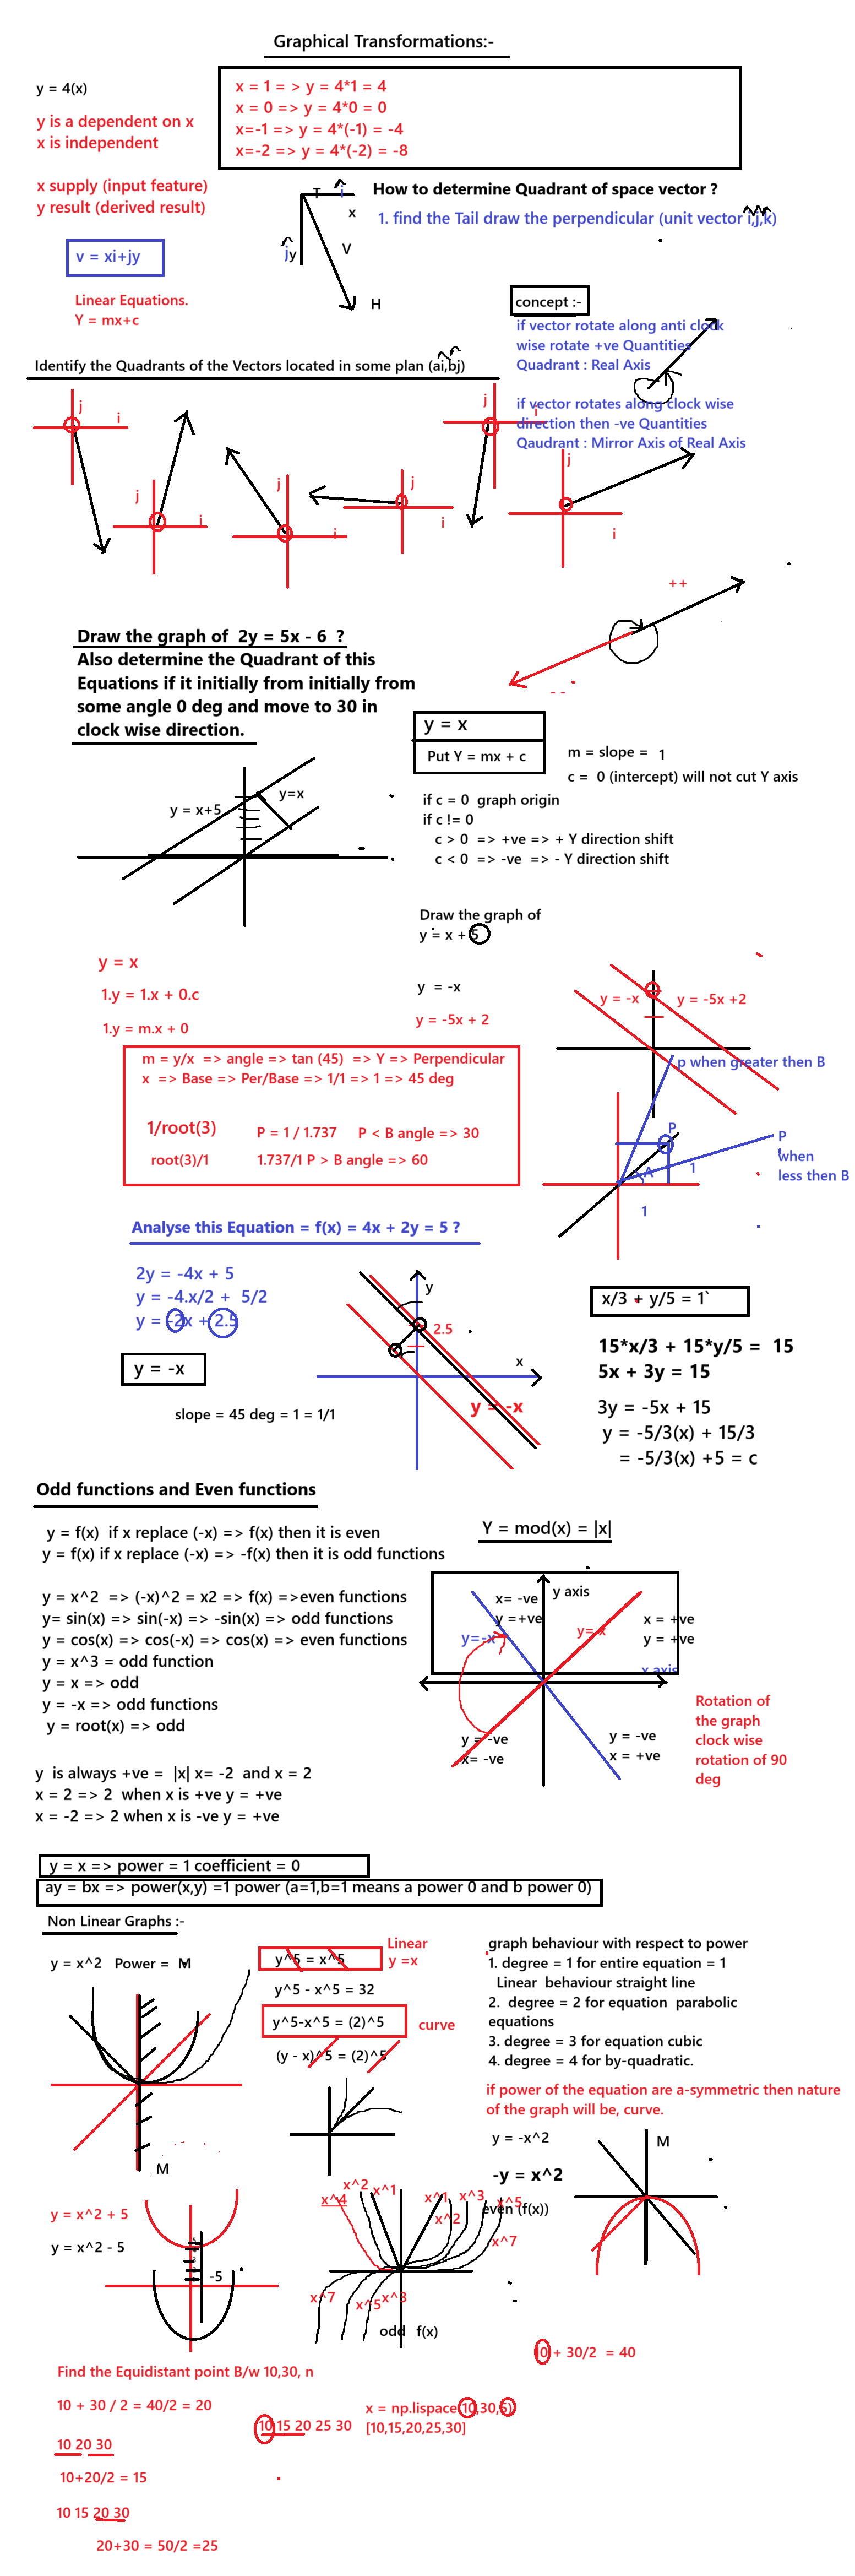 Graphical Transformations:-
y = 4(x)
y is a dependent on x
x is independent
x supply (input feature)
y result (derived result)
x = 1 = > y = 4*1 = 4
x = 0 => y = 4*0 = 0
x=-1 => y = 4*(-1) = -4
x=-2 => y = 4*(-2) = -8
v = xi+jy
Linear Equations.
Y = mx+c
T
i
x
jy
V
H
How to determine Quadrant of space vector ?
1. find the Tail draw the perpendicular (unit vector i,j,k)
concept :-
if vector rotate along anti clock
wise rotate +ve Quantities
Quadrant : Real Axis
if vector rotates along clock wise
direction then -ve Quantities
Qaudrant : Mirror Axis of Real Axis
Identify the Quadrants of the Vectors located in some plan (ai,bj)
j
i
j
i
j
i
j
i
j
i
j
i
++
- -
Draw the graph of 2y = 5x - 6 ?
Also determine the Quadrant of this
Equations if it initially from initially from
some angle 0 deg and move to 30 in
clock wise direction.
y = x
Put Y = mx + c
m = slope = 1
c = 0 (intercept) will not cut Y axis
if c = 0 graph origin
if c != 0
c > 0 => +ve => + Y direction shift
c < 0 => -ve => - Y direction shift
y = x+5
y=x
Draw the graph of
y = x + 5
y = x
1.y = 1.x + 0.c
1.y = m.x + 0
y = -x
y = -5x + 2
y = -x
y = -5x +2
m = y/x => angle => tan (45) => Y => Perpendicular
x => Base => Per/Base => 1/1 => 1 => 45 deg
1/root(3)
P = 1 / 1.737 P < B angle => 30
root(3)/1
1.737/1 P > B angle => 60
p when greater then B
P
P
when
less then B
A
1
1
Analyse this Equation = f(x) = 4x + 2y = 5 ?
2y = -4x + 5
y = -4.x/2 + 5/2
y = -2x + 2.5
y = -x
slope = 45 deg = 1 = 1/1
y
2.5
x
y = -x
x/3 + y/5 = 1`
15*x/3 + 15*y/5 = 15
5x + 3y = 15
3y = -5x + 15
y = -5/3(x) + 15/3
= -5/3(x) +5 = c
Odd functions and Even functions
y = f(x) if x replace (-x) => f(x) then it is even
y = f(x) if x replace (-x) => -f(x) then it is odd functions
y = x^2 => (-x)^2 = x2 => f(x) =>even functions
y= sin(x) => sin(-x) => -sin(x) => odd functions
y = cos(x) => cos(-x) => cos(x) => even functions
y = x^3 = odd function
y = x => odd
y = -x => odd functions
y = root(x) => odd
y is always +ve = |x| x= -2 and x = 2
x = 2 => 2 when x is +ve y = +ve
x = -2 => 2 when x is -ve y = +ve
Y = mod(x) = |x|
x= -ve
y =+ve
y axis
y=-x
y=x
x = +ve
y = +ve
x axis
y = -ve
x= -ve
y = -ve
x = +ve
Rotation of
the graph
clock wise
rotation of 90
deg
y = x => power = 1 coefficient = 0
ay = bx => power(x,y) =1 power (a=1,b=1 means a power 0 and b power 0)
Non Linear Graphs :-
y = x^2 Power = M
M
y^5 = x^5
Linear
y =x
y^5 - x^5 = 32
y^5-x^5 = (2)^5
curve
(y - x)^5 = (2)^5
graph behaviour with respect to power
1. degree = 1 for entire equation = 1
Linear behaviour straight line
2. degree = 2 for equation parabolic
equations
3. degree = 3 for equation cubic
4. degree = 4 for by-quadratic.
if power of the equation are a-symmetric then nature
of the graph will be, curve.
y = -x^2
-y = x^2
M
y = x^2 + 5
y = x^2 - 5
-5
x^4
x^2
x^1
x^1
x^2
x^3
x^5
even (f(x))
x^7
x^7
x^5
x^3
odd f(x)
Find the Equidistant point B/w 10,30, n
10 + 30 / 2 = 40/2 = 20
10 20 30
10+20/2 = 15
10 15 20 30
20+30 = 50/2 =25
10 15 20 25 30
x = np.lispace(10,30,5)
[10,15,20,25,30]
10 + 30/2 = 40